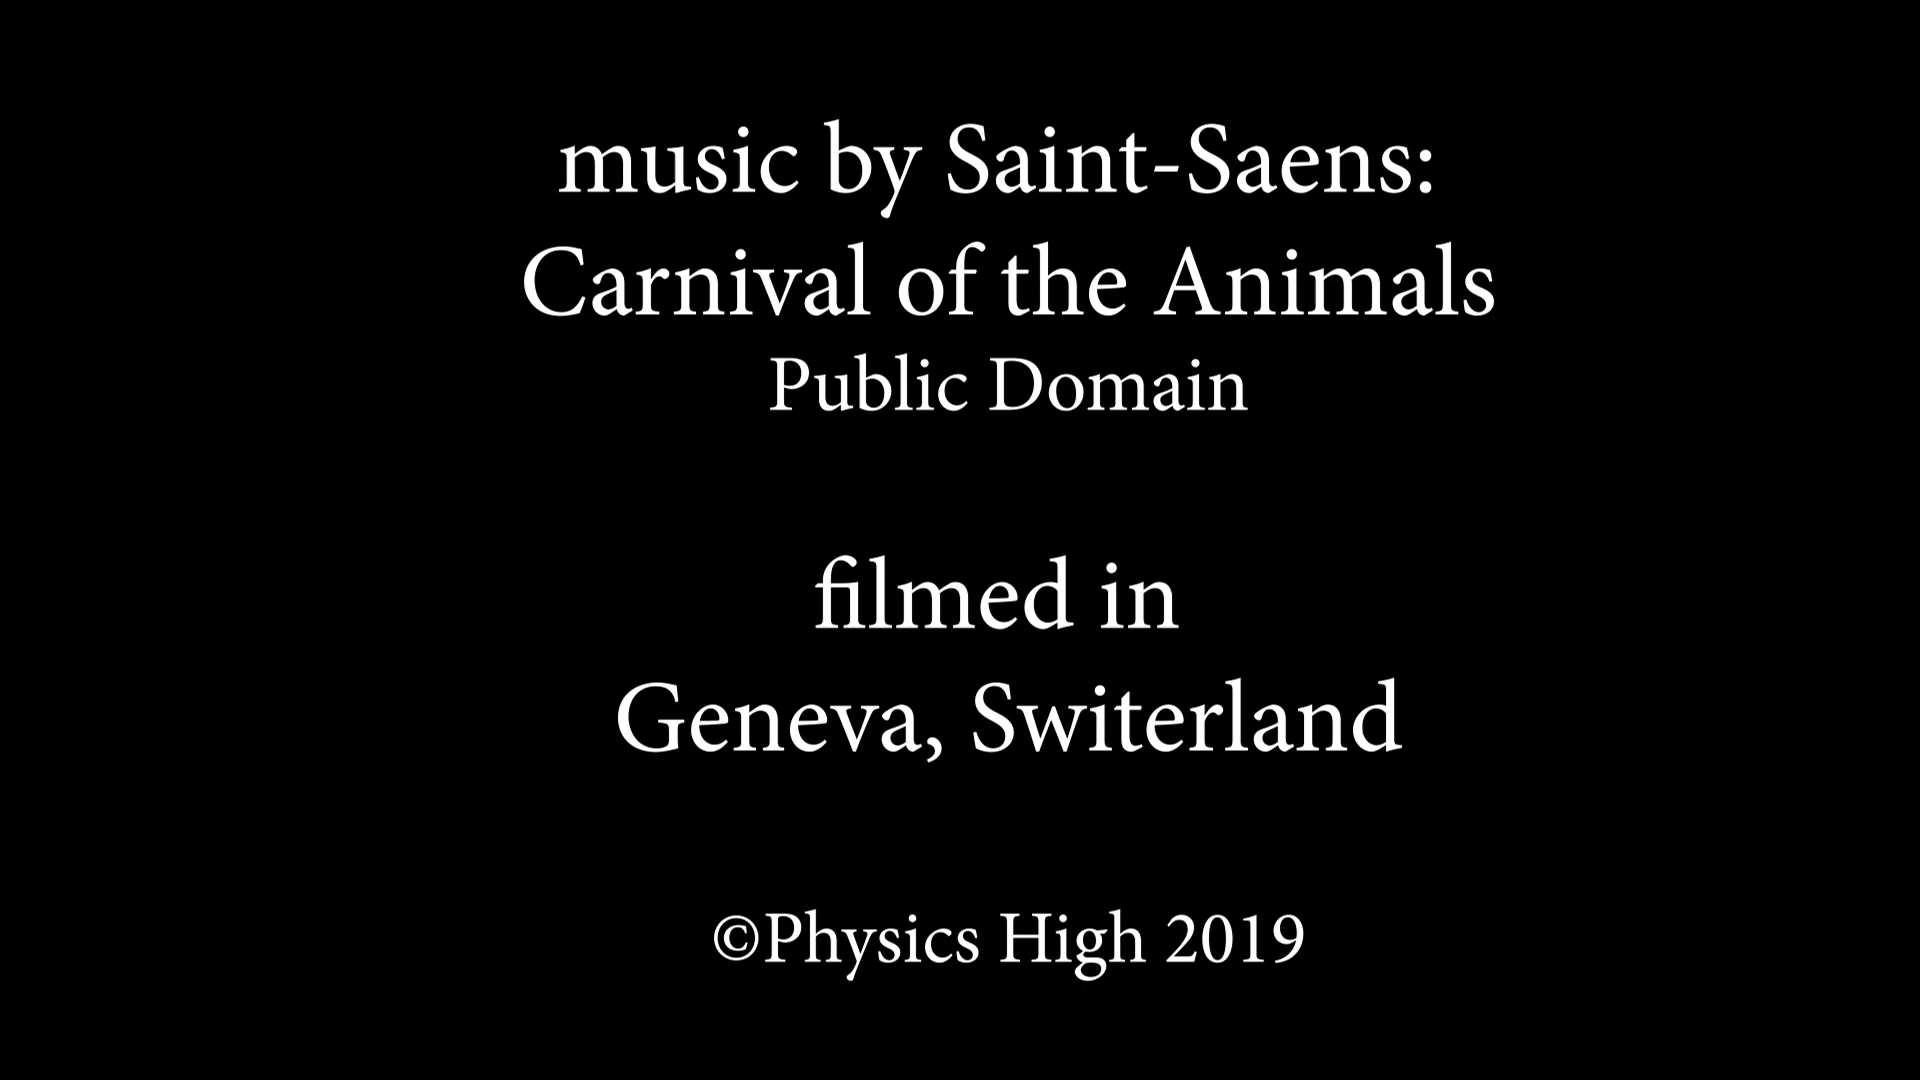 music by Saint-Saens:
Carnival of the Animals
Public Domain
filmed in
Geneva, Switerland
©Physics High 2019